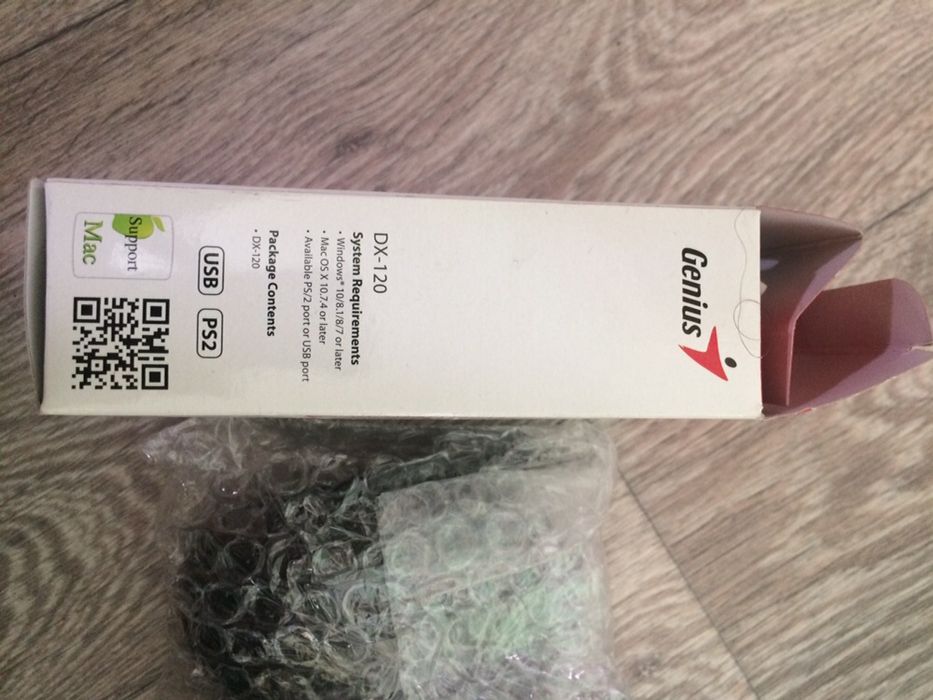 Genius
DX-120
System Requirements
· Windows® 10/8.1/8/7 or later
· Mac OS X 10.7.4 or later
· Available PS/2 port or USB port
Package Contents
· DX-120
USB PS2
Support
Mac